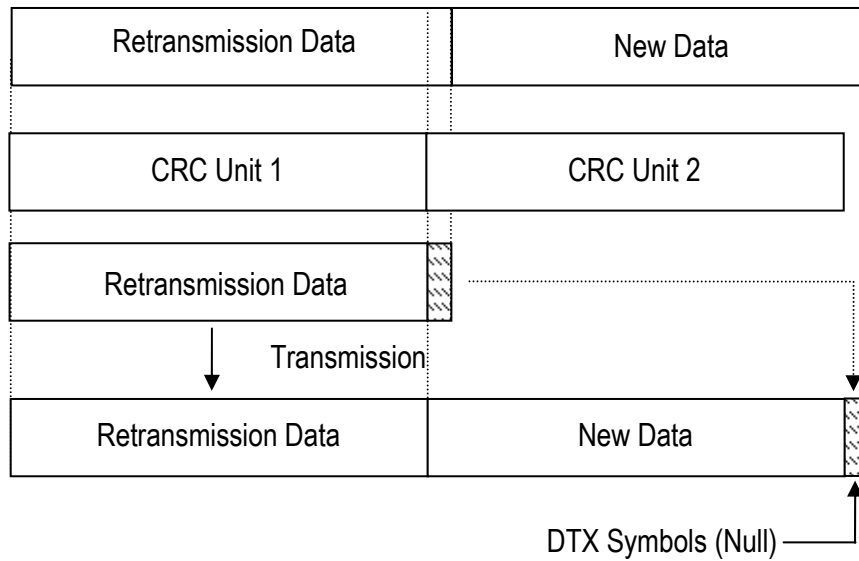 Retransmission Data
New Data
CRC Unit 1
CRC Unit 2
Retransmission Data
Transmission
Retransmission Data
New Data
DTX Symbols (Null)